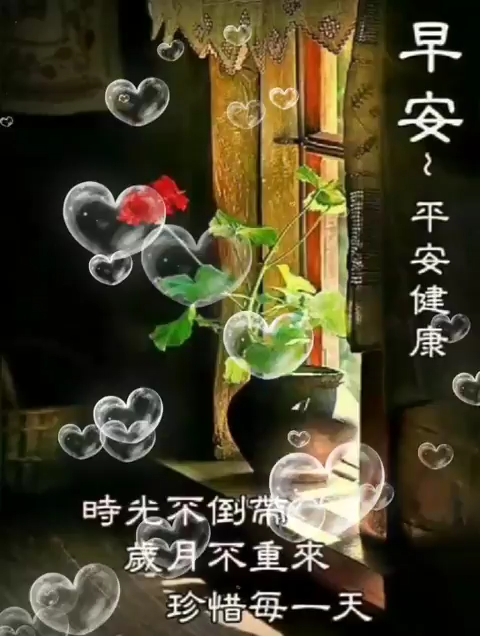 早安~
平安健康
時光不倒帶
歲月不重來
珍惜每一天